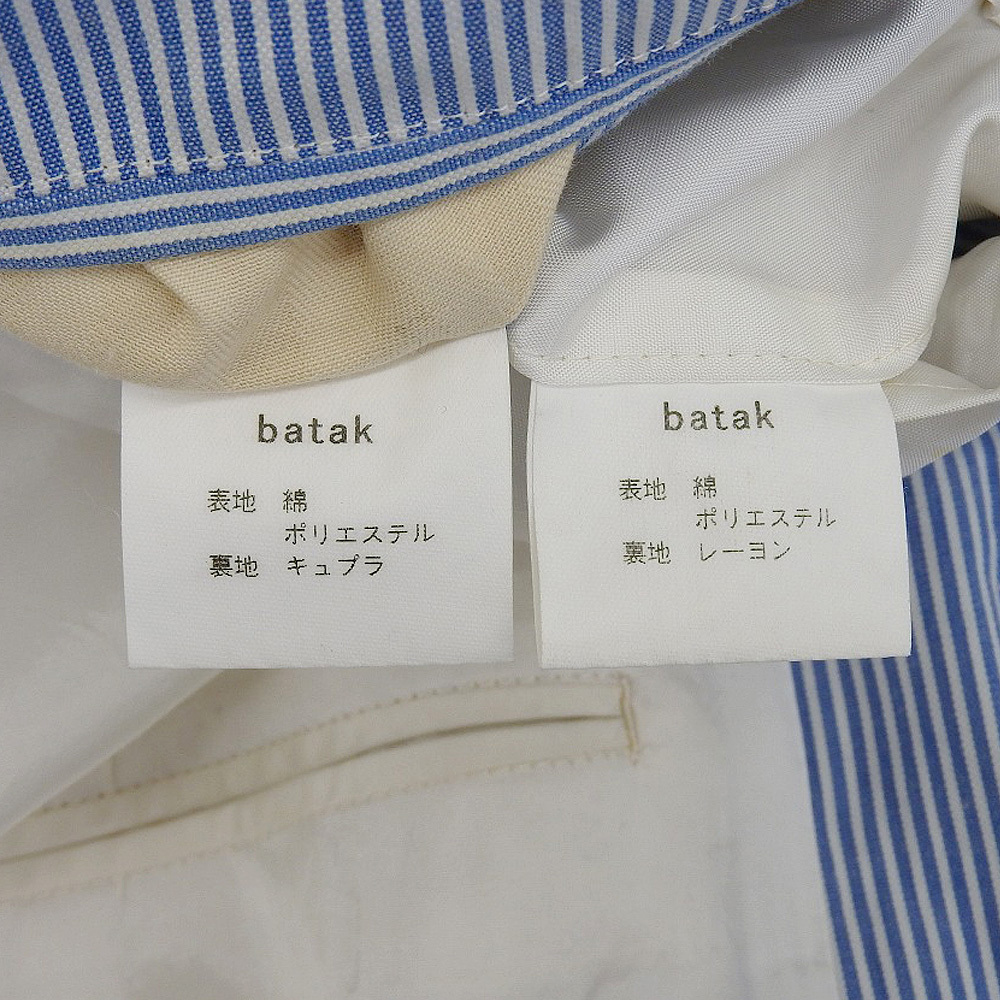 batak
表地 綿
ポリエステル
裏地 キュプラ
batak
表地 綿
ポリエステル
裏地 レーヨン